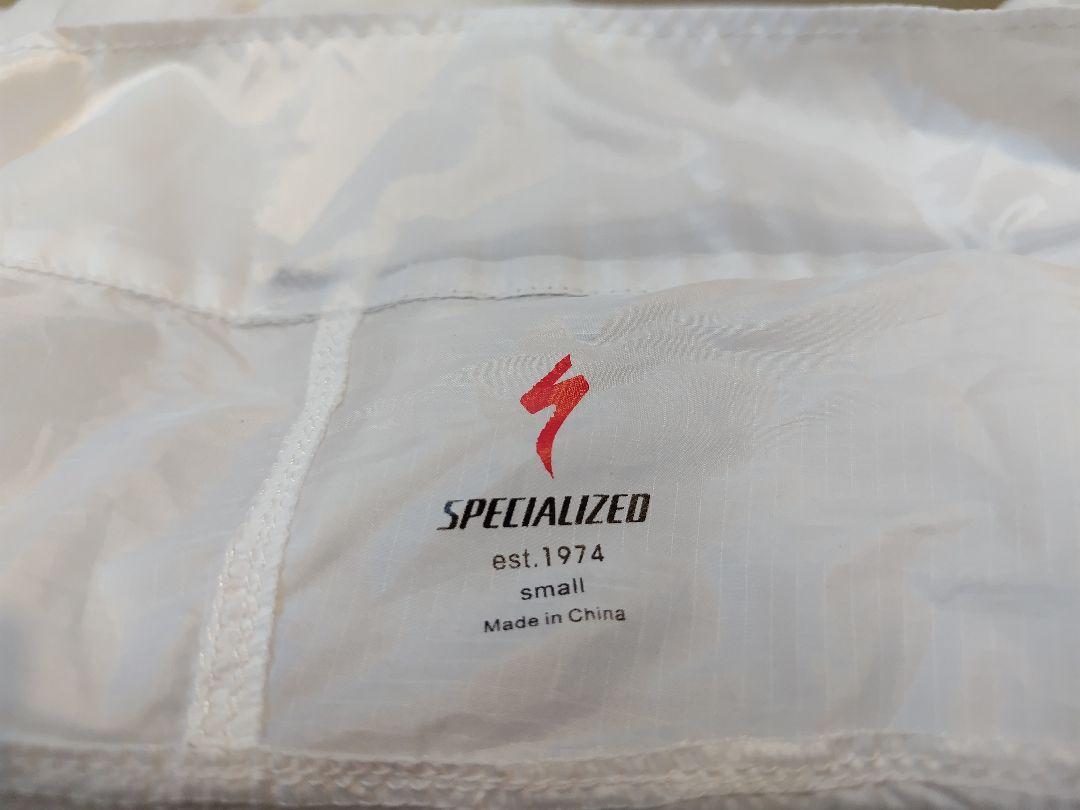 SPECIALIZED
est.1974
small
Made in China